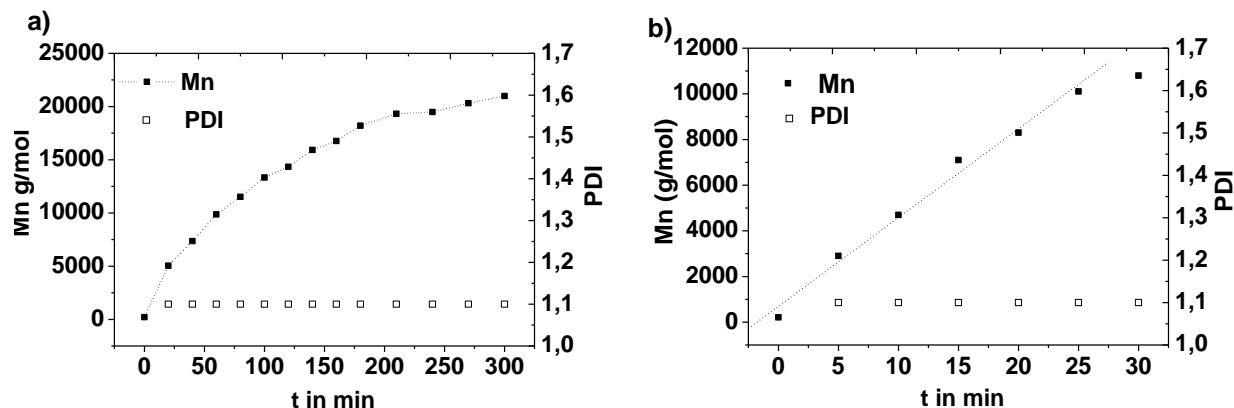 a)
25000
20000
15000
10000
5000
0
Mn g/mol
Mn
PDI
1,7
1,6
1,5
1,4
1,3
1,2
1,1
1,0
PDI
0 50 100 150 200 250 300
t in min
b)
12000
10000
8000
6000
4000
2000
0
Mn (g/mol)
Mn
PDI
1,7
1,6
1,5
1,4
1,3
1,2
1,1
1,0
PDI
0 5 10 15 20 25 30
t in min